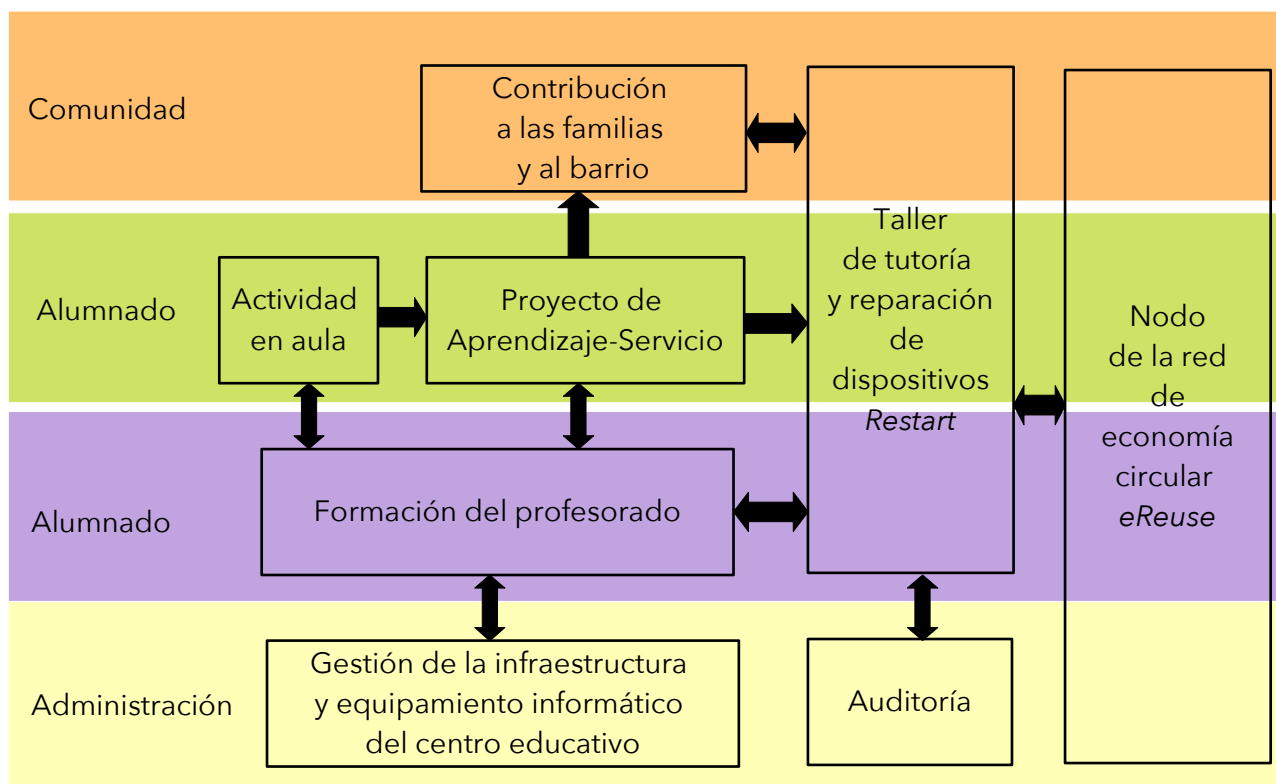 Comunidad
Contribución
a las familias
y al barrio
Alumnado
Actividad
en aula
Proyecto de
Aprendizaje-Servicio
Taller
de tutoría
y reparación
de
dispositivos
Restart
Nodo
de la red
de
economía
circular
eReuse
Alumnado
Formación del profesorado
Administración
Gestión de la infraestructura
y equipamiento informático
del centro educativo
Auditoría